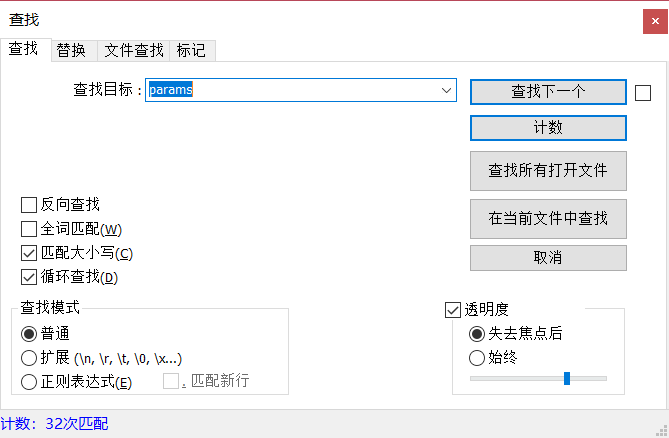 查找
查找 替换 文件查找 标记
查找目标： params 查找下一个
计数
查找所有打开文件
反向查找
全词匹配(W) 在当前文件中查找
匹配大小写(C) 取消
循环查找(D)
查找模式 透明度
普通 失去焦点后
扩展 (\n, \r, \t, \0, \x...) 始终
正则表达式(E) . 匹配新行
计数：32次匹配